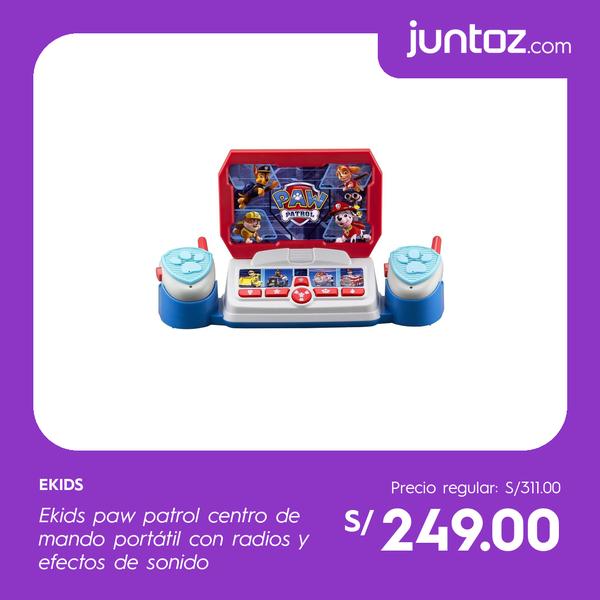 juntoz.com
PAW
PATROL
EKIDS
Ekids paw patrol centro de
mando portátil con radios y
efectos de sonido
Precio regular: S/311.00
S/249.00